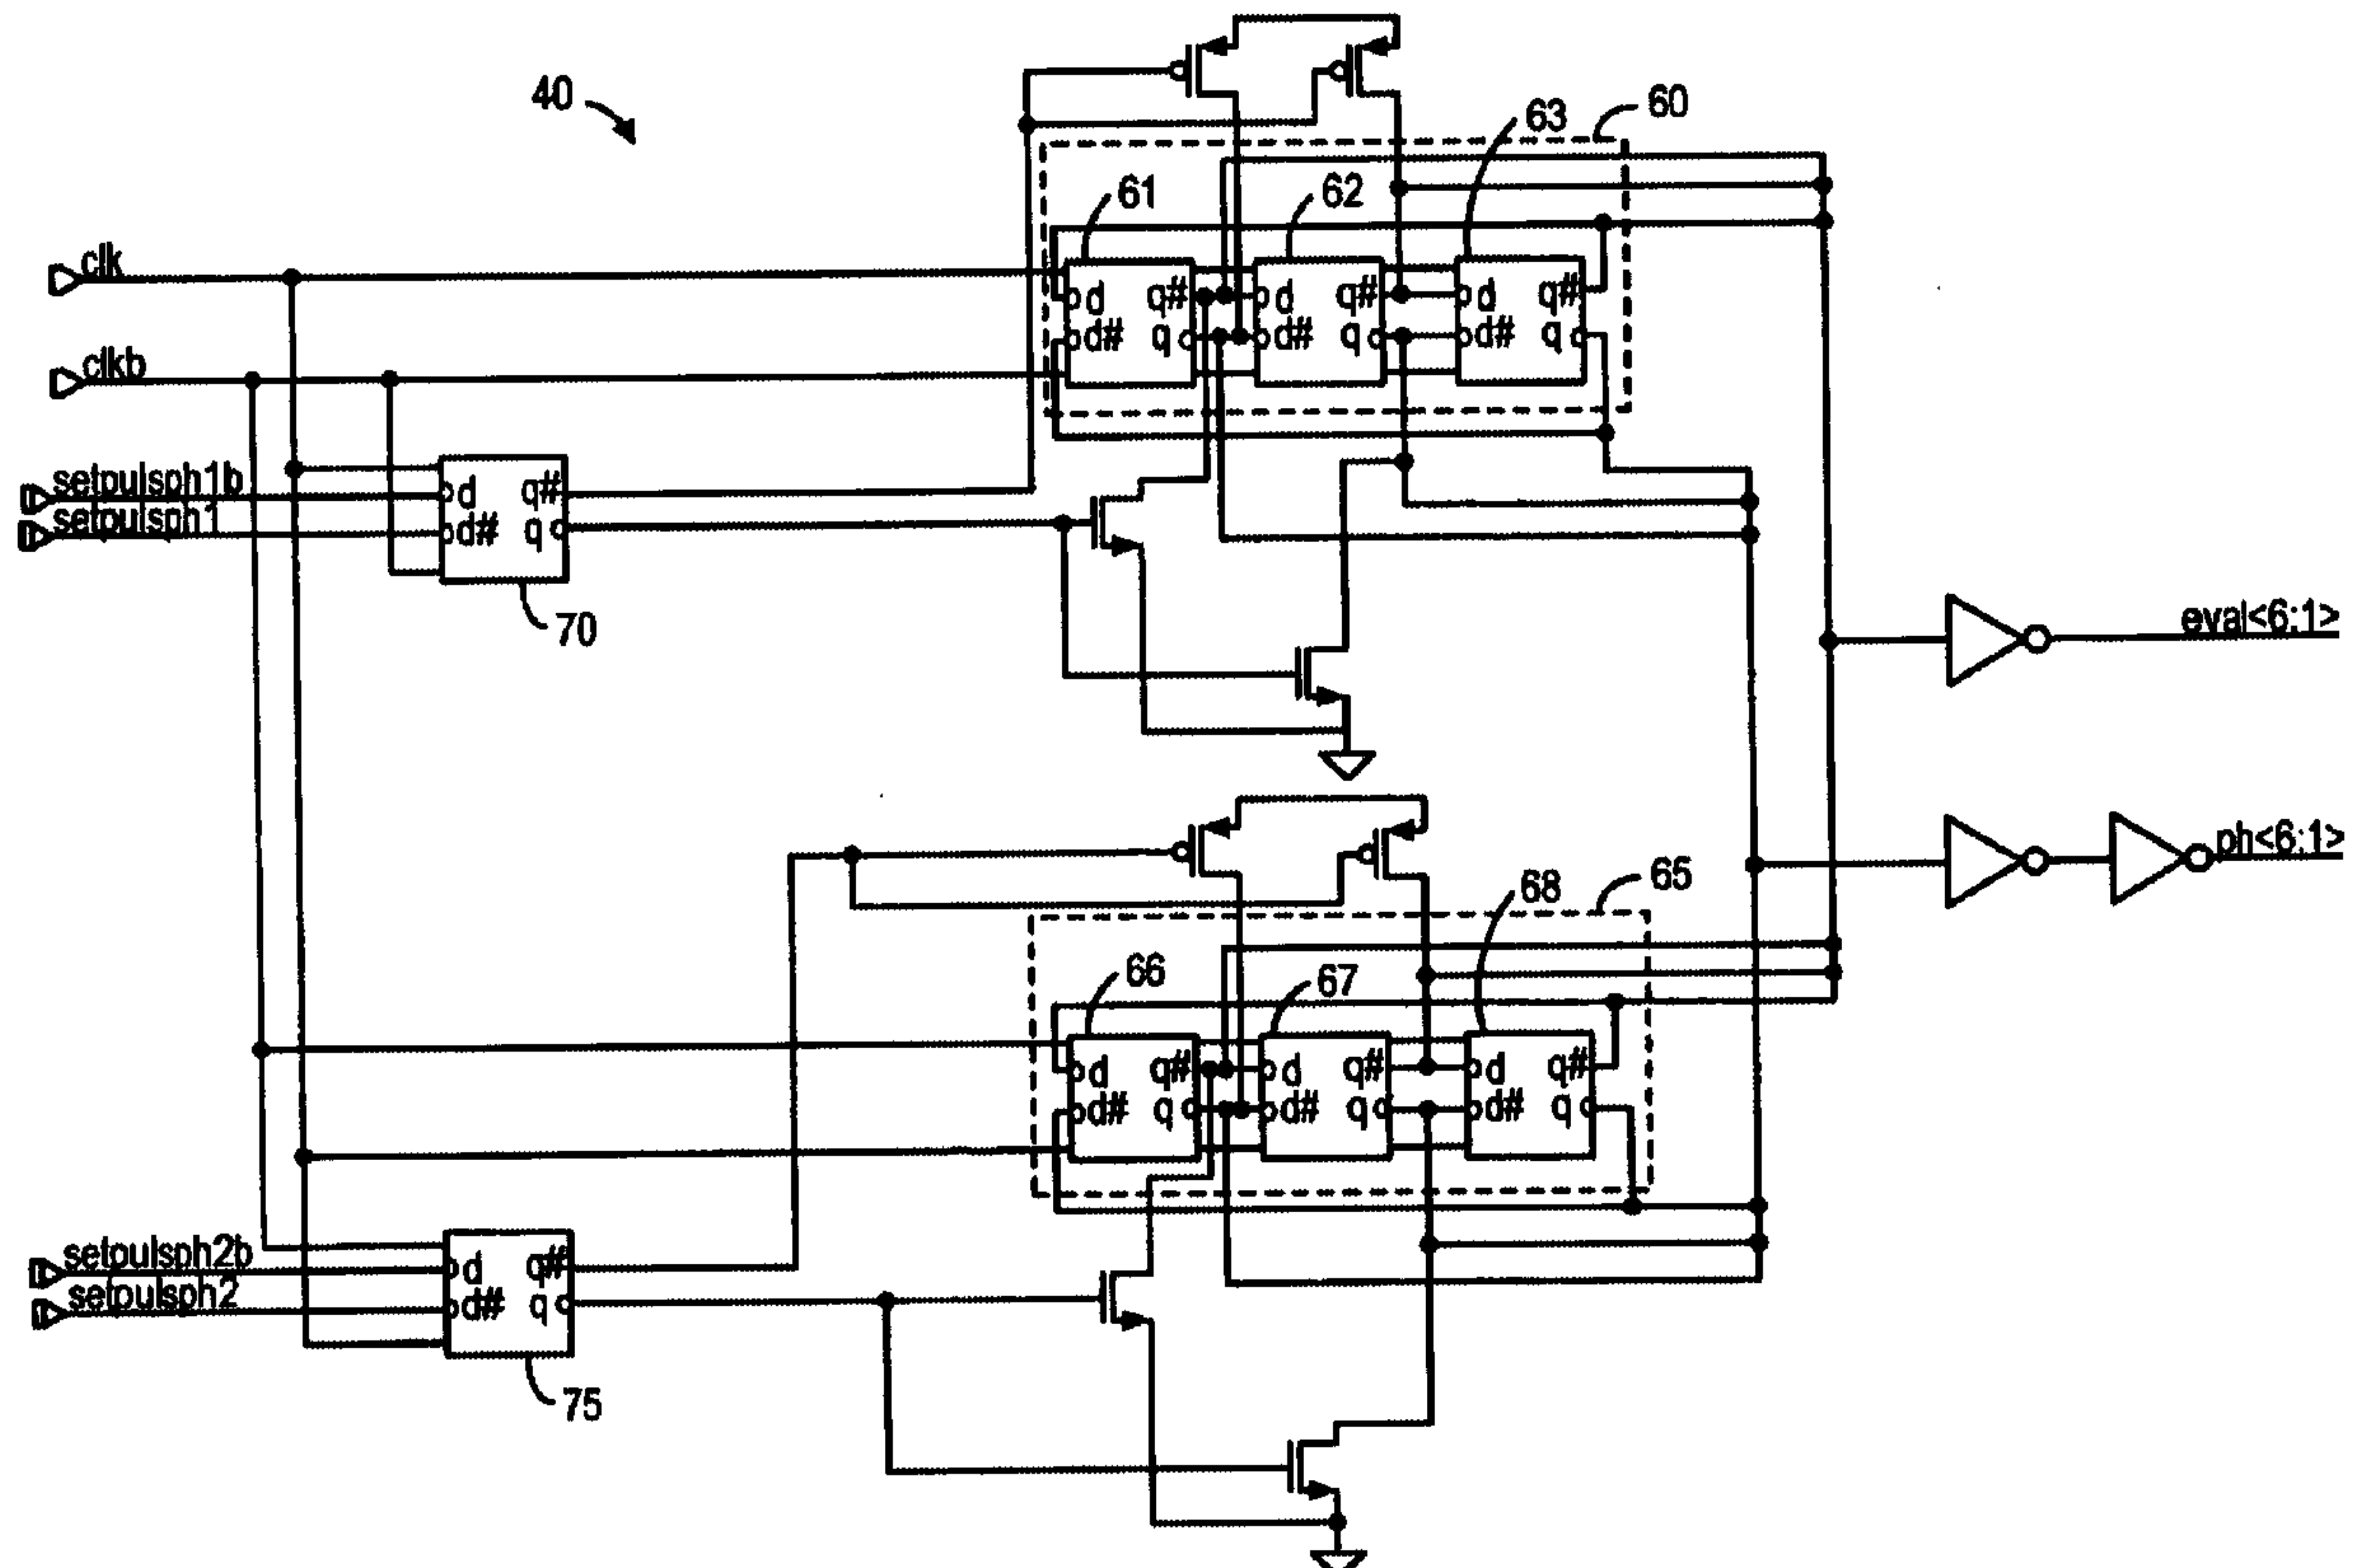 40
60
63
61
62
clk
d q# d q# d q#
d# q d# q d# q
clkb
setpulsph1b
d q#
setpulsph1
d# q
70
eval<6:1>
ph<6:1>
65
68
66
67
d q# d q# d q#
d# q d# q d# q
setpulsph2b
d q#
setpulsph2
d# q
75